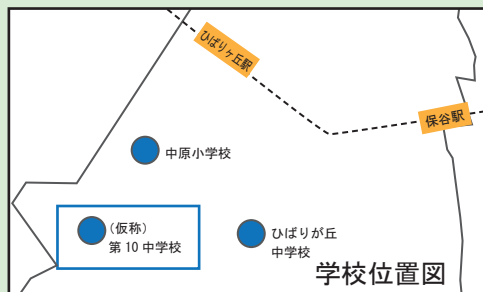 ひばりヶ丘駅
保谷駅
中原小学校
(仮称)
第10中学校
ひばりが丘
中学校
学校位置図